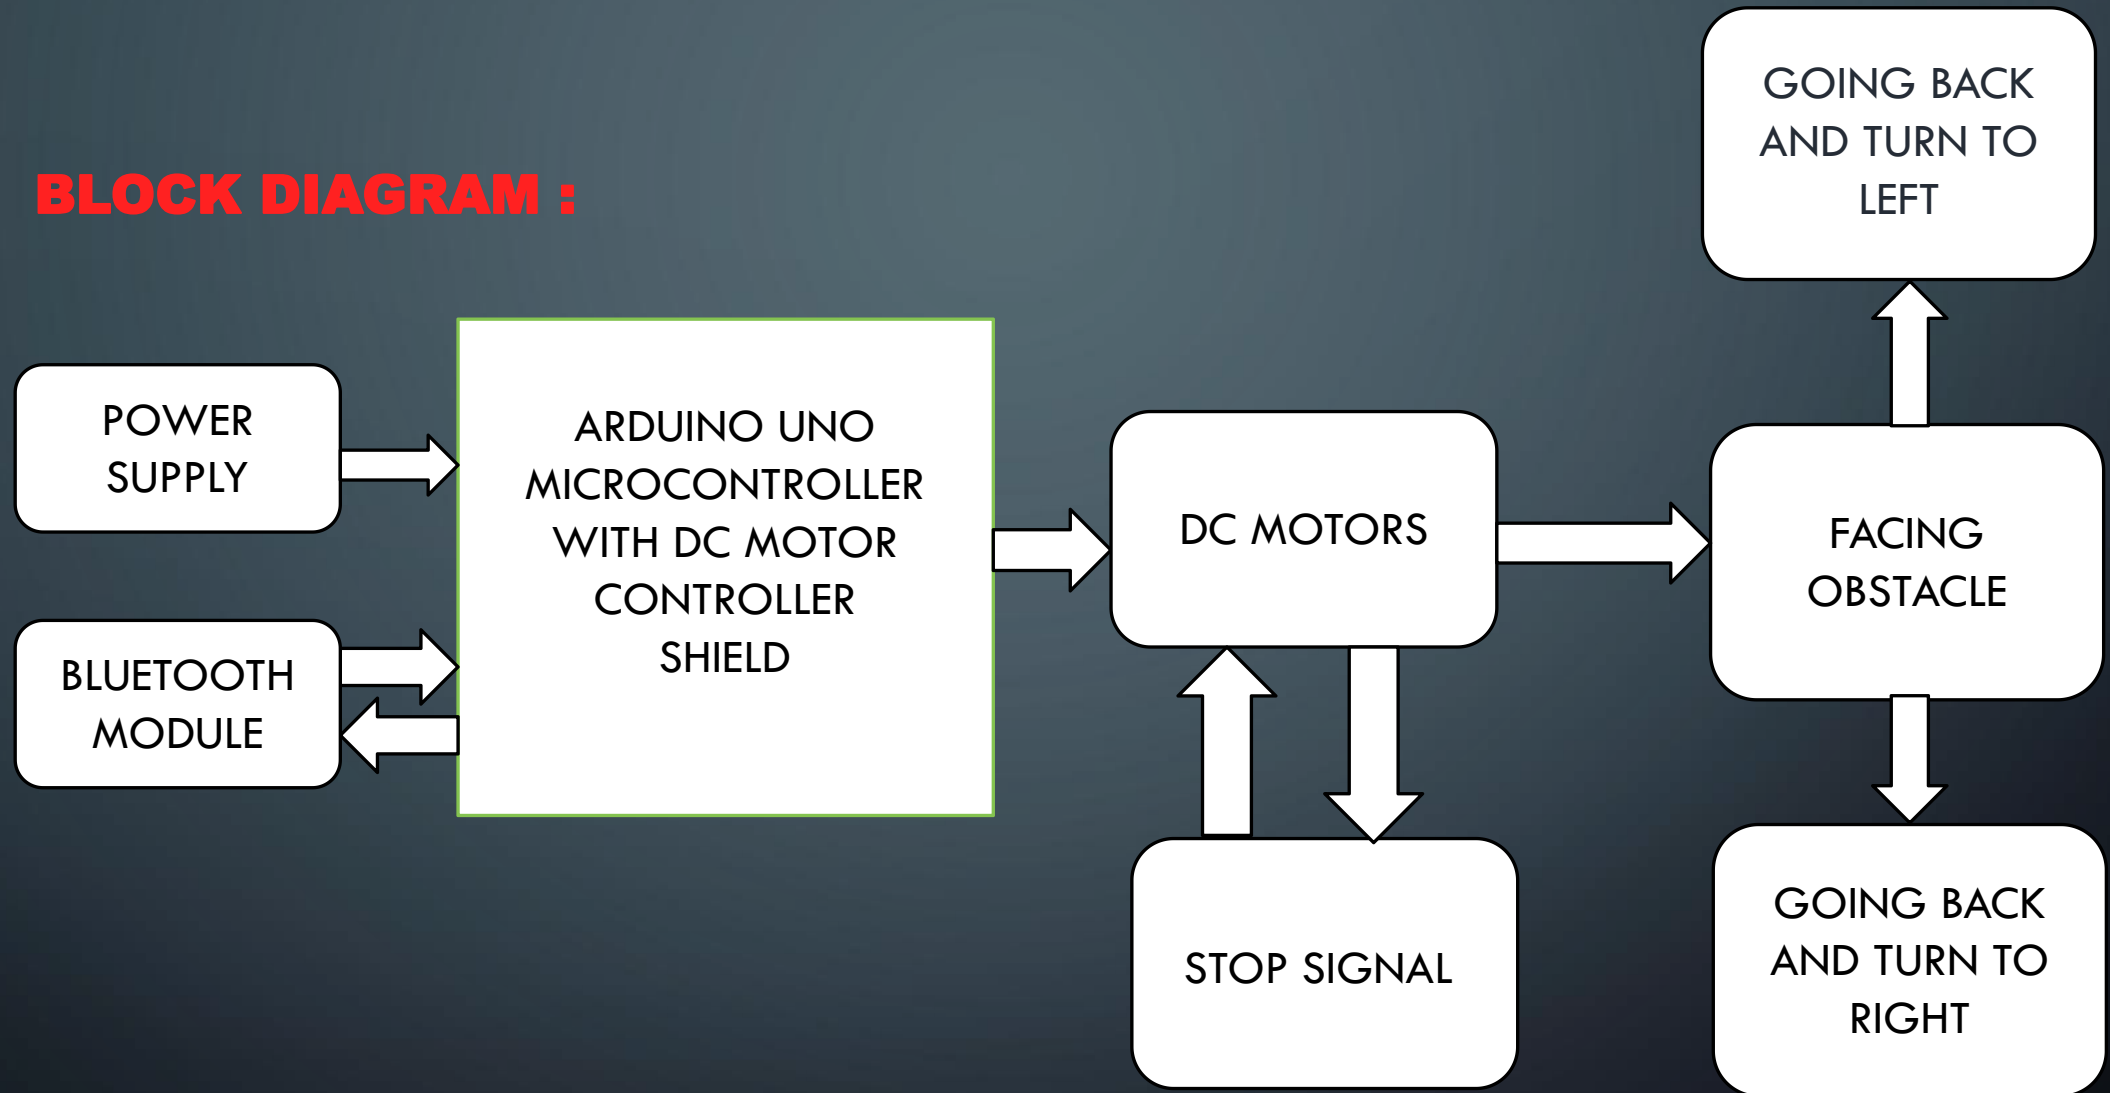 BLOCK DIAGRAM :
POWER
SUPPLY
BLUETOOTH
MODULE
ARDUINO UNO
MICROCONTROLLER
WITH DC MOTOR
CONTROLLER
SHIELD
DC MOTORS
STOP SIGNAL
GOING BACK
AND TURN TO
LEFT
FACING
OBSTACLE
GOING BACK
AND TURN TO
RIGHT